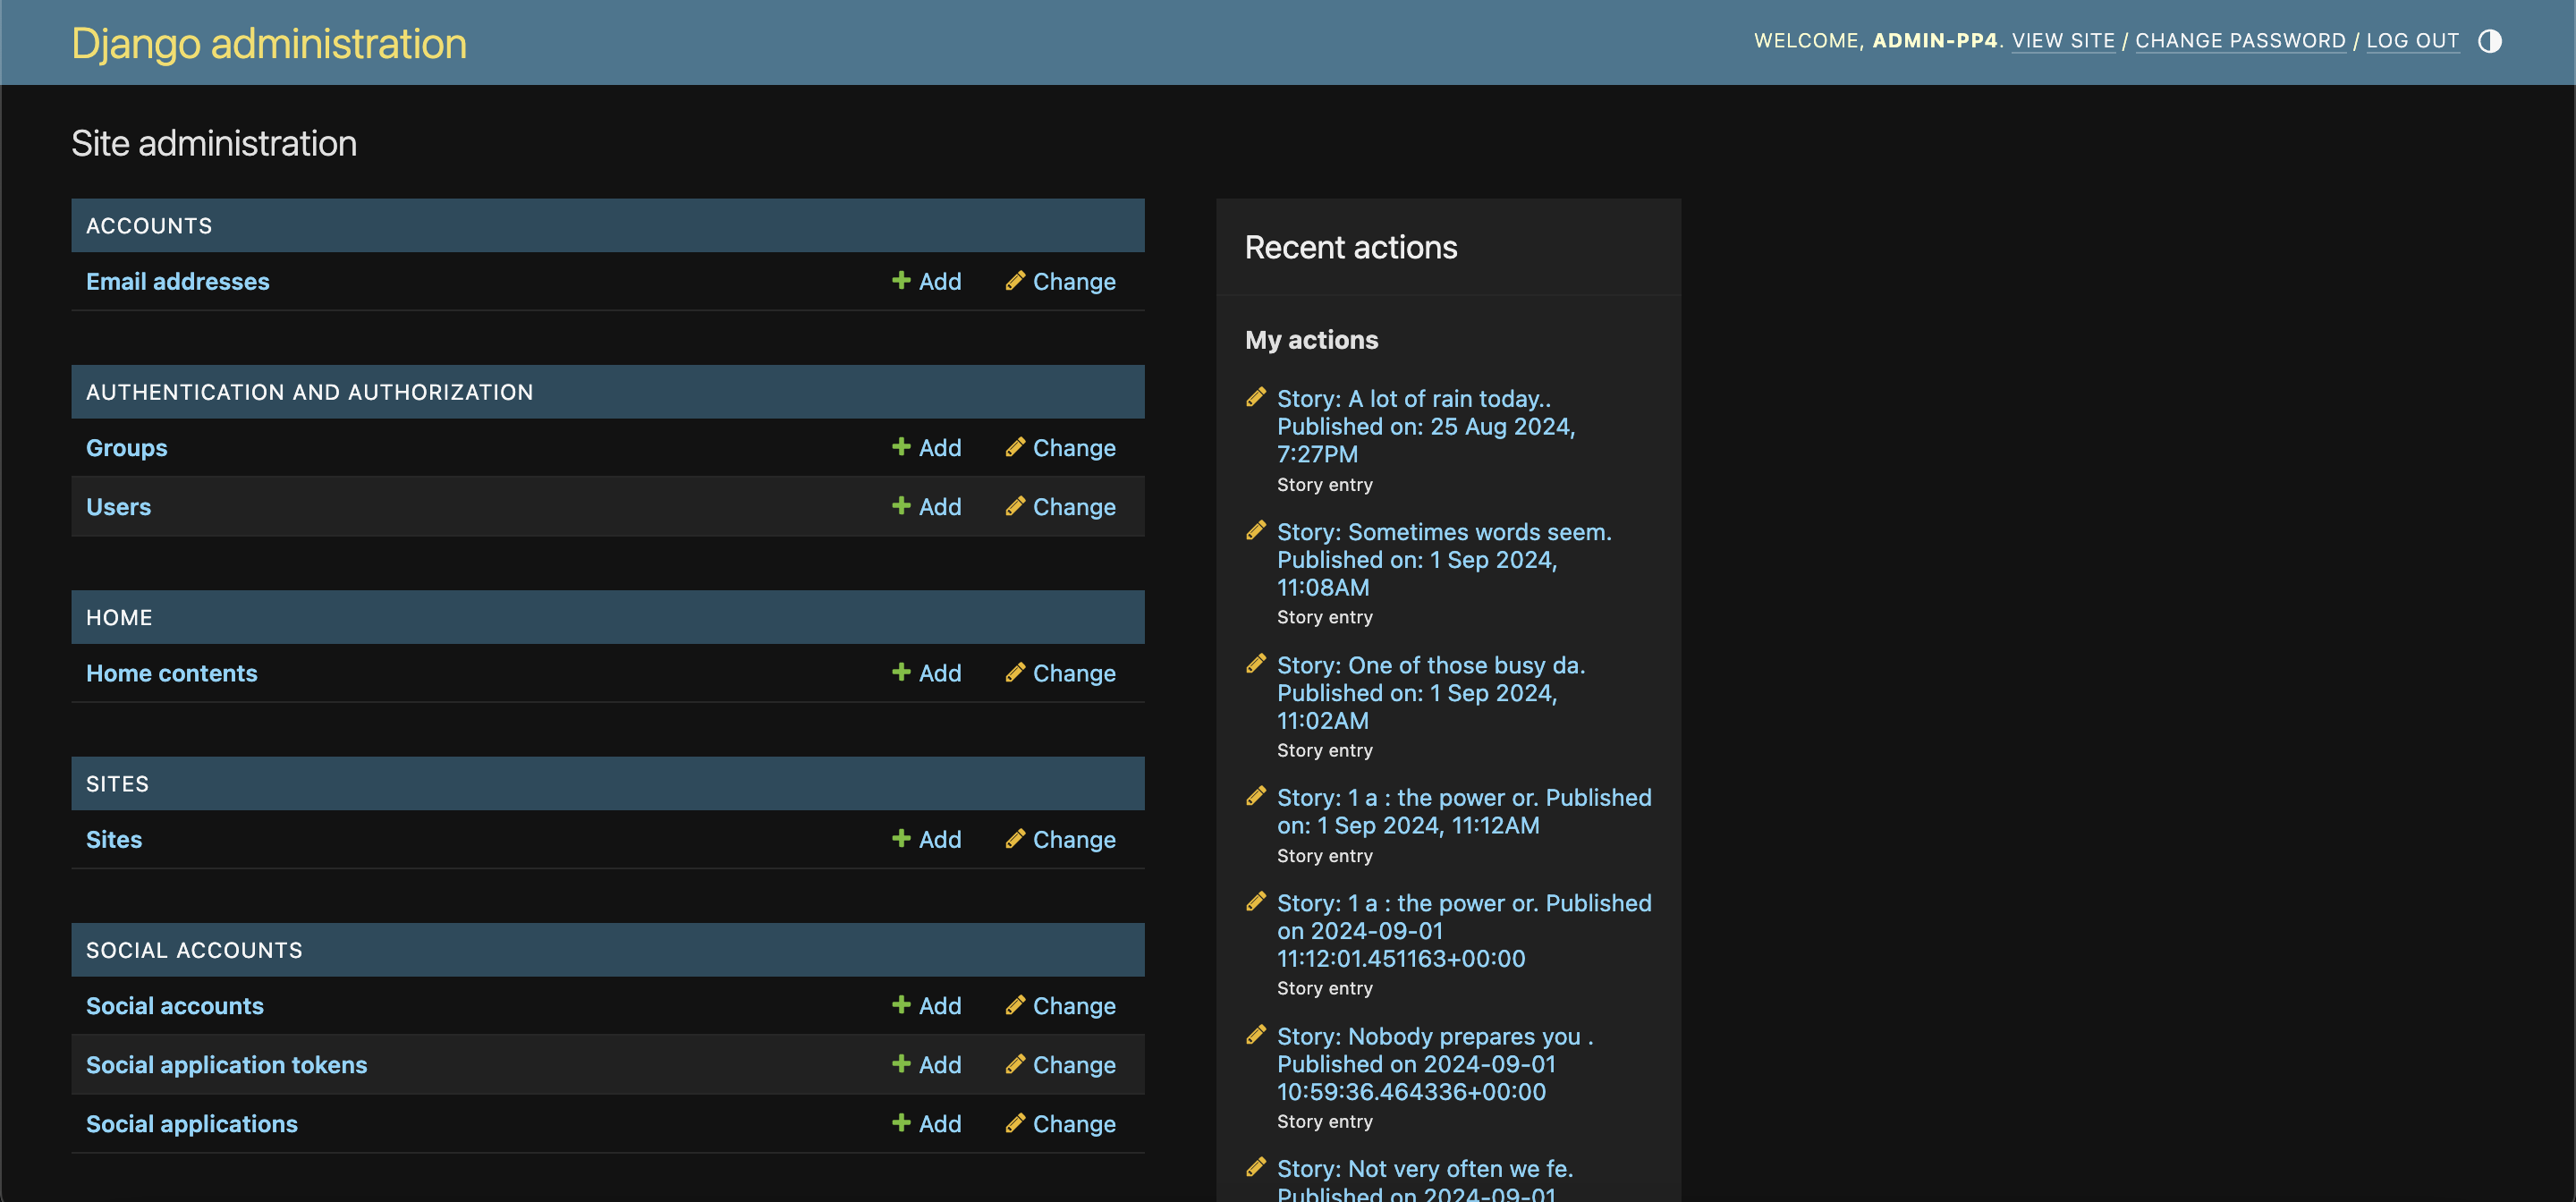 Django administration
WELCOME, ADMIN-PP4. VIEW SITE / CHANGE PASSWORD / LOG OUT
Site administration
ACCOUNTS
Email addresses Add Change
AUTHENTICATION AND AUTHORIZATION
Groups Add Change
Users Add Change
HOME
Home contents Add Change
SITES
Sites Add Change
SOCIAL ACCOUNTS
Social accounts Add Change
Social application tokens Add Change
Social applications Add Change
Recent actions
My actions
Story: A lot of rain today..
Published on: 25 Aug 2024,
7:27PM
Story entry
Story: Sometimes words seem.
Published on: 1 Sep 2024,
11:08AM
Story entry
Story: One of those busy da.
Published on: 1 Sep 2024,
11:02AM
Story entry
Story: 1 a : the power or. Published
on: 1 Sep 2024, 11:12AM
Story entry
Story: 1 a : the power or. Published
on 2024-09-01
11:12:01.451163+00:00
Story entry
Story: Nobody prepares you .
Published on 2024-09-01
10:59:36.464336+00:00
Story entry
Story: Not very often we fe.
Published on 2024-09-01